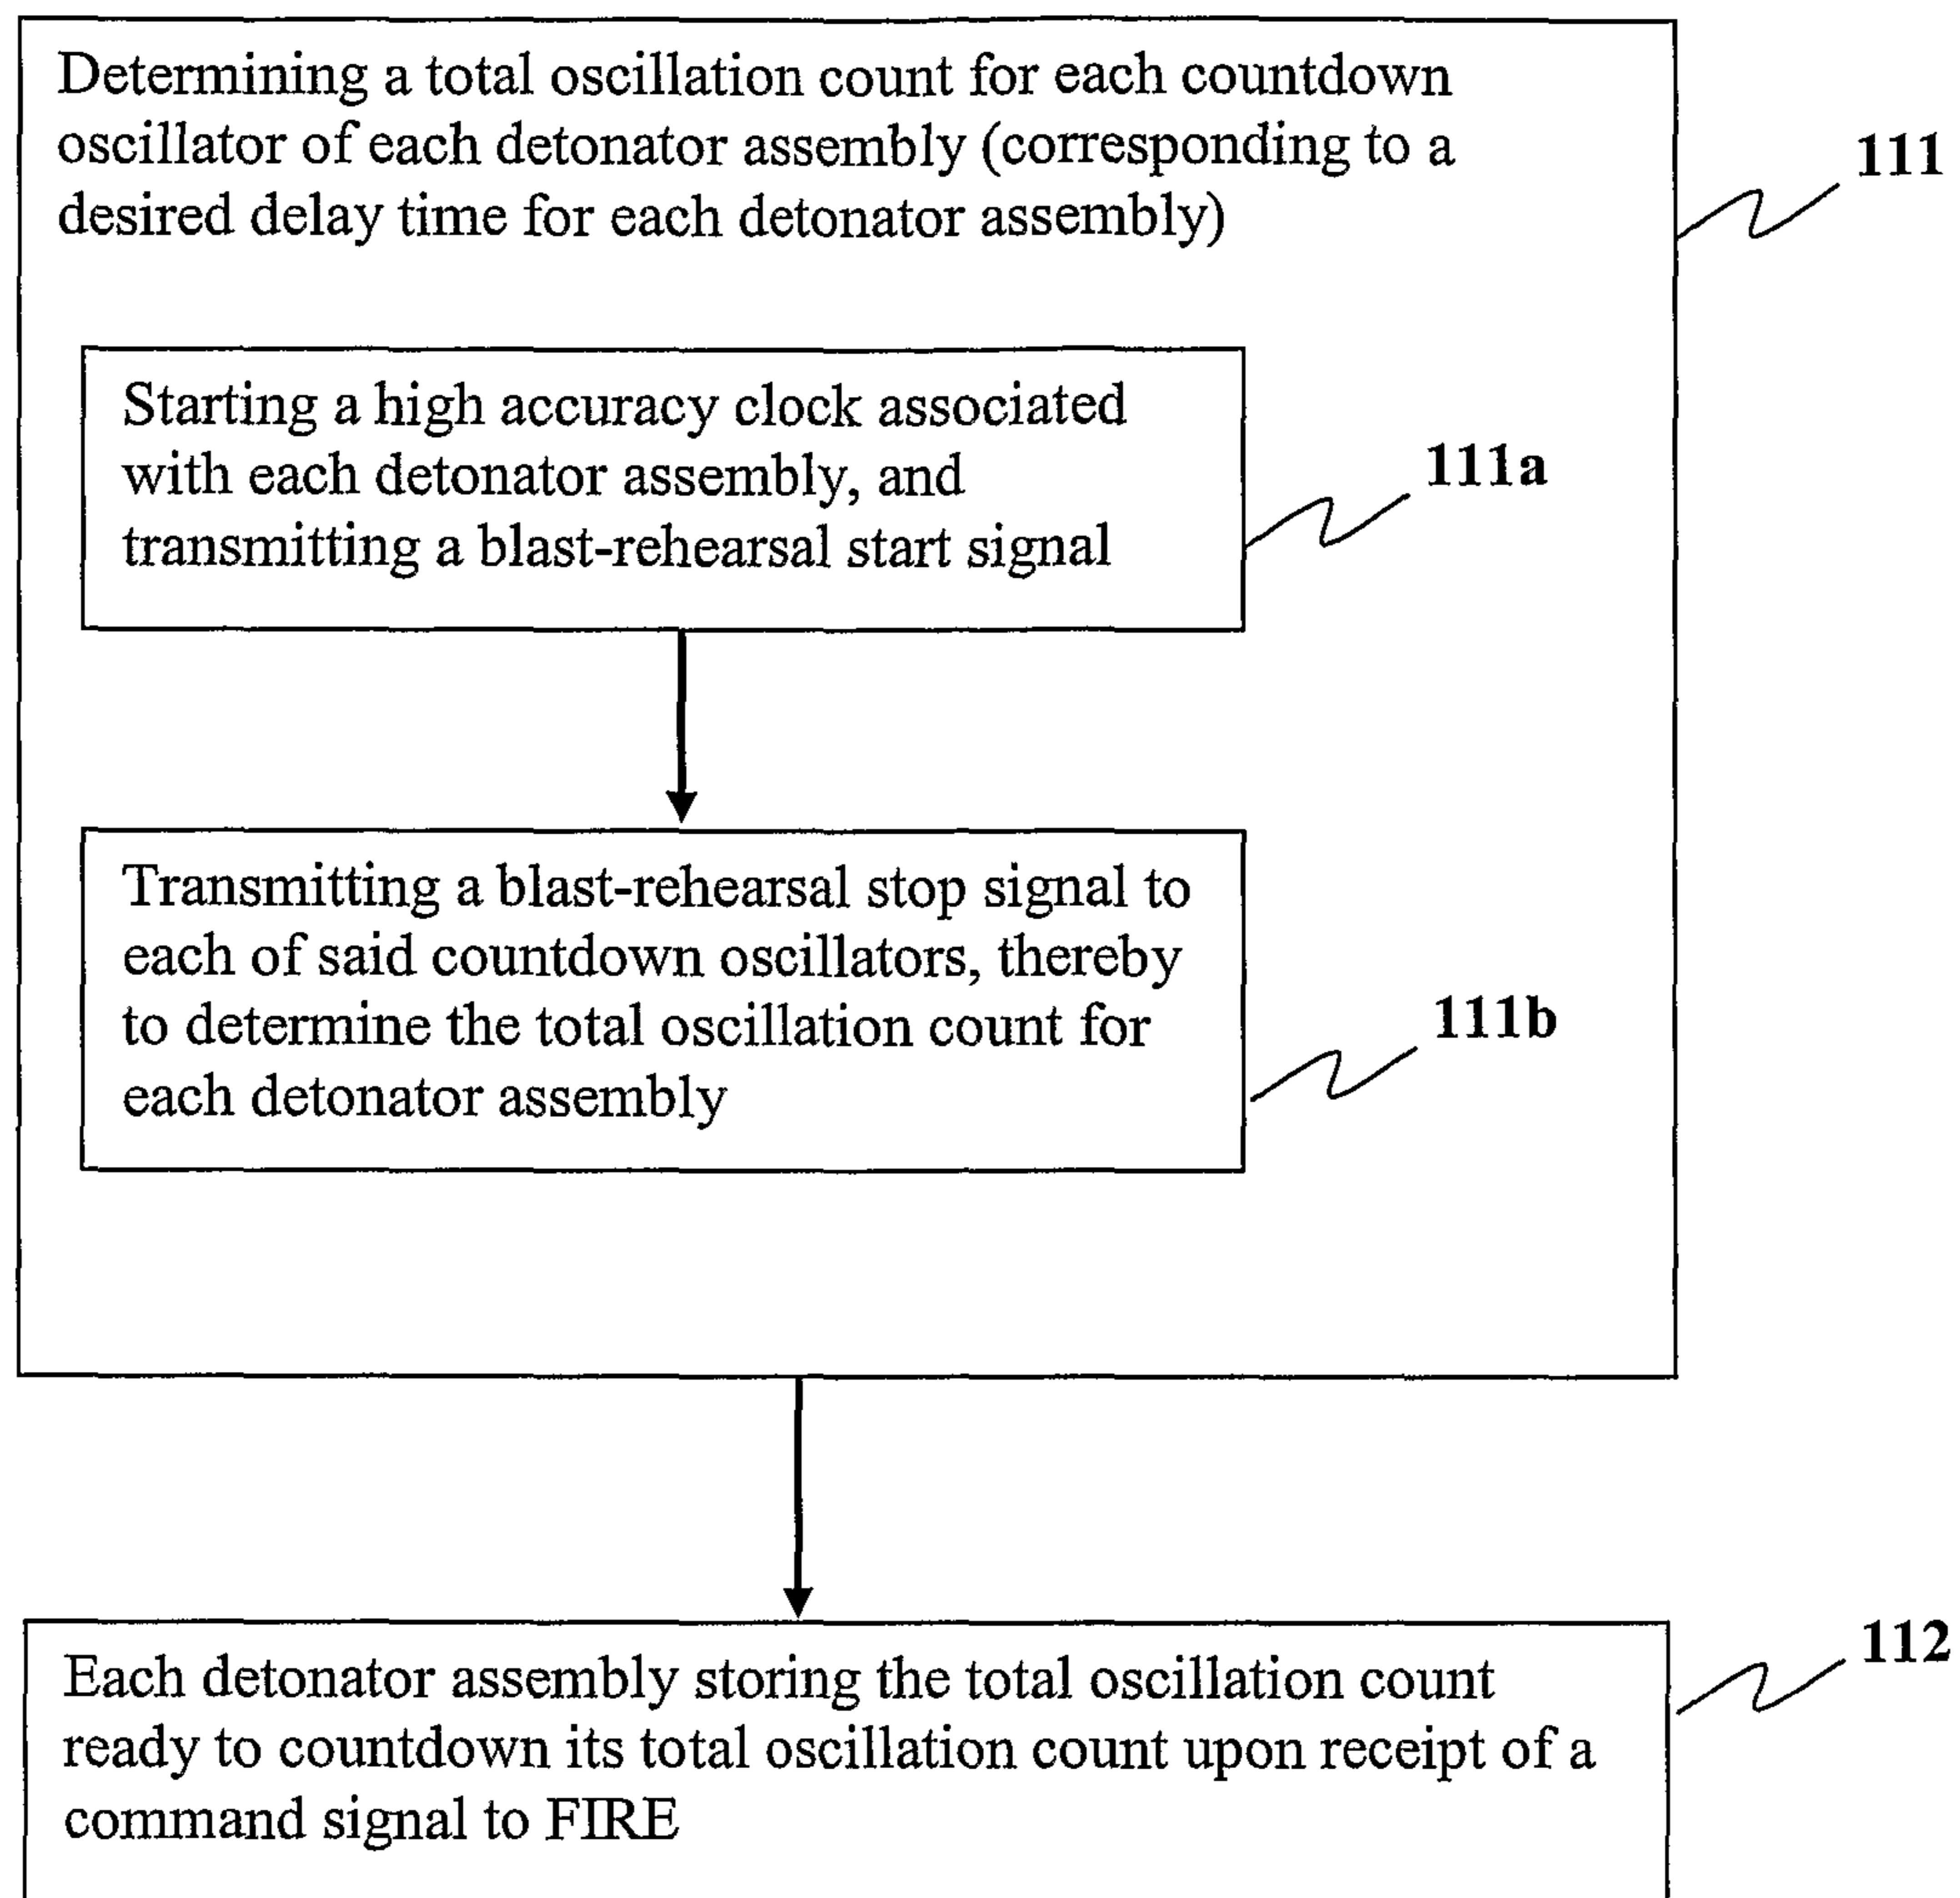 Determining a total oscillation count for each countdown
oscillator of each detonator assembly (corresponding to a
desired delay time for each detonator assembly)
111
Starting a high accuracy clock associated
with each detonator assembly, and
transmitting a blast-rehearsal start signal
111a
Transmitting a blast-rehearsal stop signal to
each of said countdown oscillators, thereby
to determine the total oscillation count for
each detonator assembly
111b
Each detonator assembly storing the total oscillation count
ready to countdown its total oscillation count upon receipt of a
command signal to FIRE
112